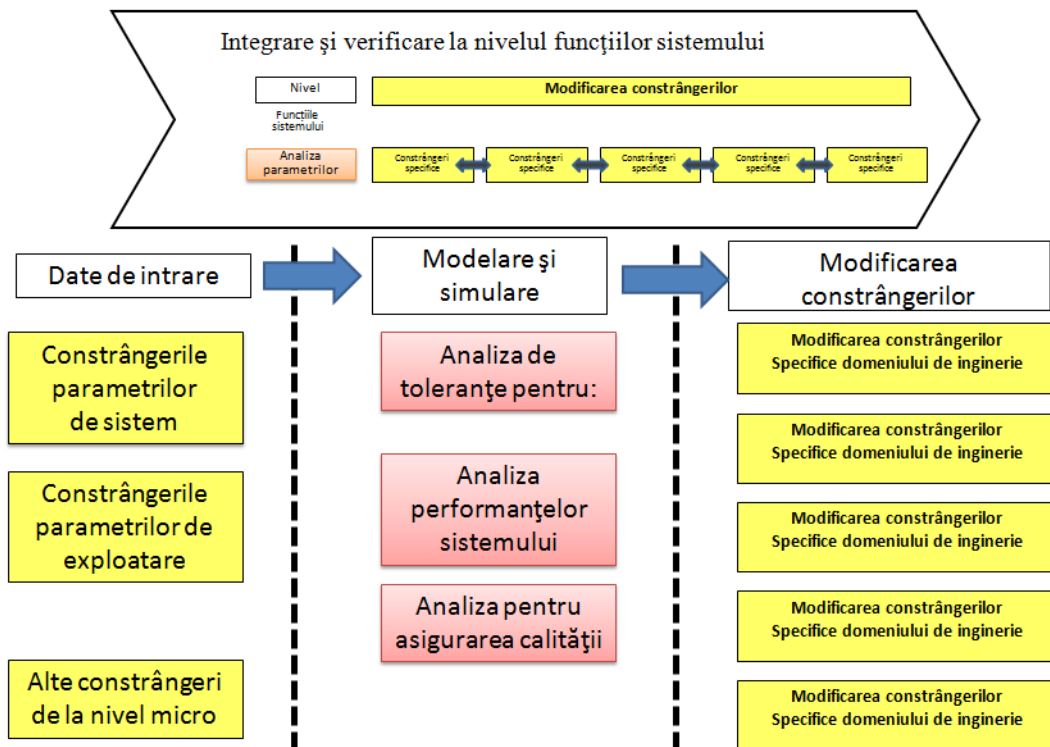 Integrare şi verificare la nivelul funcţiilor sistemului
Nivel
Modificarea constrângerilor
Funcţiile
sistemului
Analiza
parametrilor
Constrângeri
specifice
Constrângeri
specifice
Constrângeri
specifice
Constrângeri
specifice
Constrângeri
specifice
Date de intrare
Modelare şi
simulare
Modificarea
constrângerilor
Constrângerile
parametrilor
de sistem
Constrângerile
parametrilor de
exploatare
Alte constrângeri
de la nivel micro
Analiza de
toleranţe pentru:
Analiza
performanţelor
sistemului
Analiza pentru
asigurarea calităţii
Modificarea constrângerilor
Specifice domeniului de inginerie
Modificarea constrângerilor
Specifice domeniului de inginerie
Modificarea constrângerilor
Specifice domeniului de inginerie
Modificarea constrângerilor
Specifice domeniului de inginerie
Modificarea constrângerilor
Specifice domeniului de inginerie